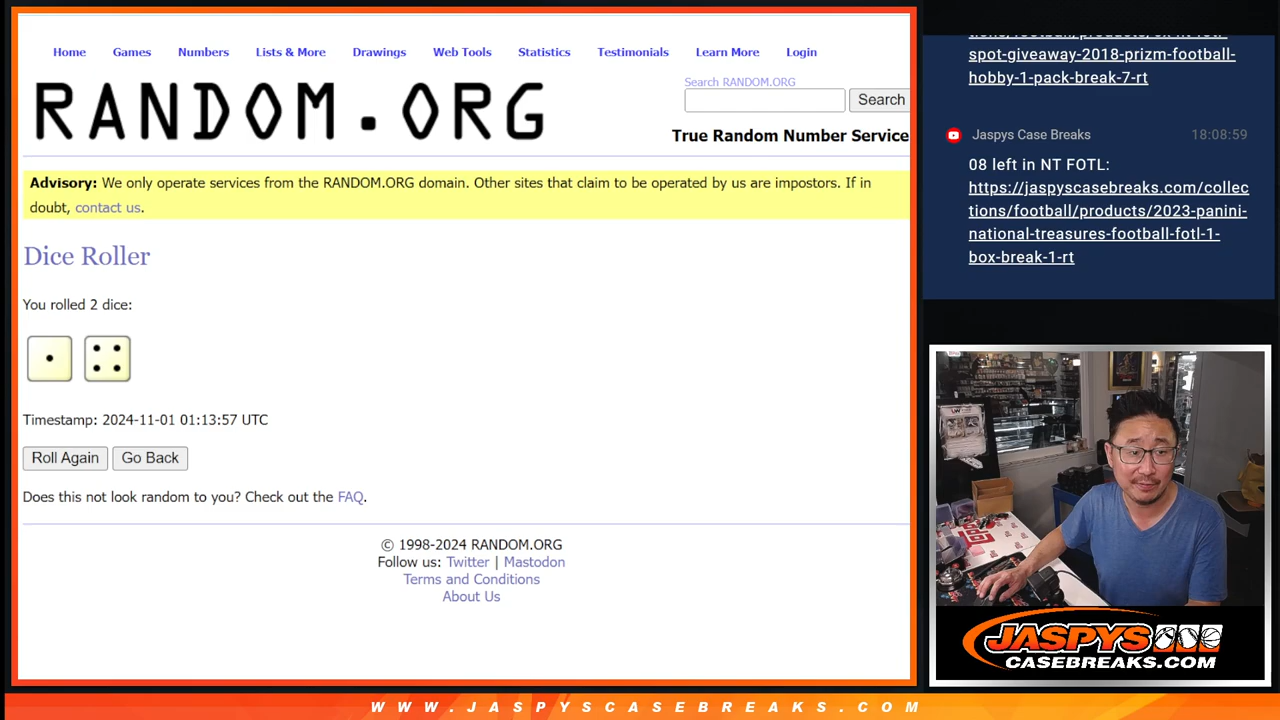 Home Games Numbers Lists & More Drawings Web Tools Statistics Testimonials Learn More Login
RANDOM.ORG
Search RANDOM.ORG
Search
True Random Number Service
Advisory: We only operate services from the RANDOM.ORG domain. Other sites that claim to be operated by us are impostors. If in
doubt, contact us.
Dice Roller
You rolled 2 dice:
Timestamp: 2024-11-01 01:13:57 UTC
Roll Again Go Back
Does this not look random to you? Check out the FAQ.
© 1998-2024 RANDOM.ORG
Follow us: Twitter | Mastodon
Terms and Conditions
About Us
spot-giveaway-2018-prizm-football-
hobby-1-pack-break-7-rt
Jaspys Case Breaks 18:08:59
08 left in NT FOTL:
https://jaspyscasebreaks.com/collec
tions/football/products/2023-panini-
national-treasures-football-fotl-1-
box-break-1-rt
JASPYS
CASEBREAKS.COM
WWW.JASPYSCASEBREAKS.COM